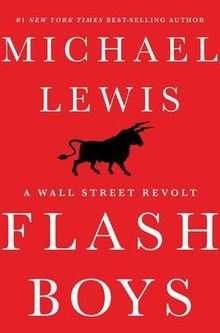 #1 NEW YORK TIMES BEST-SELLING AUTHOR
MICHAEL
LEWIS
A WALL STREET REVOLT
FLASH
BOYS